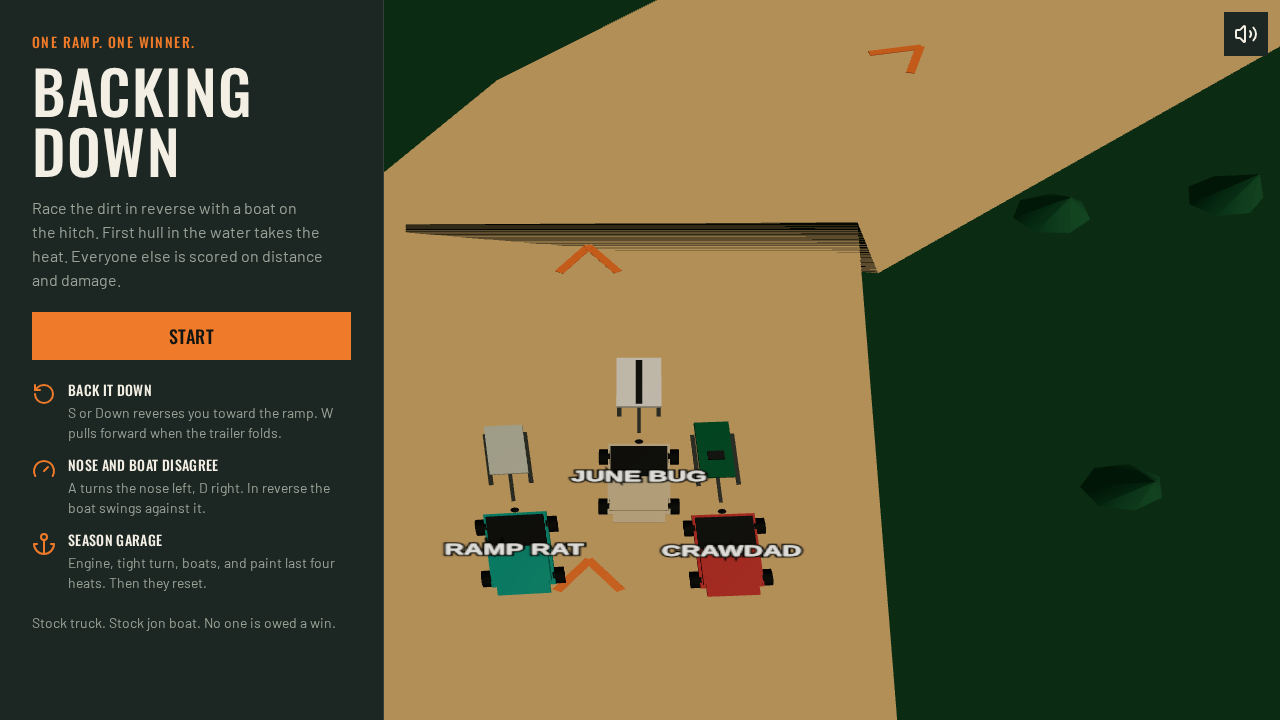 ONE RAMP. ONE WINNER.
BACKING
DOWN
Race the dirt in reverse with a boat on
the hitch. First hull in the water takes the
heat. Everyone else is scored on distance
and damage.
START
BACK IT DOWN
S or Down reverses you toward the ramp. W
pulls forward when the trailer folds.
NOSE AND BOAT DISAGREE
A turns the nose left, D right. In reverse the
boat swings against it.
SEASON GARAGE
Engine, tight turn, boats, and paint last four
heats. Then they reset.
Stock truck. Stock jon boat. No one is owed a win.
JUNE BUG
RAMP RAT
CRAWDAD